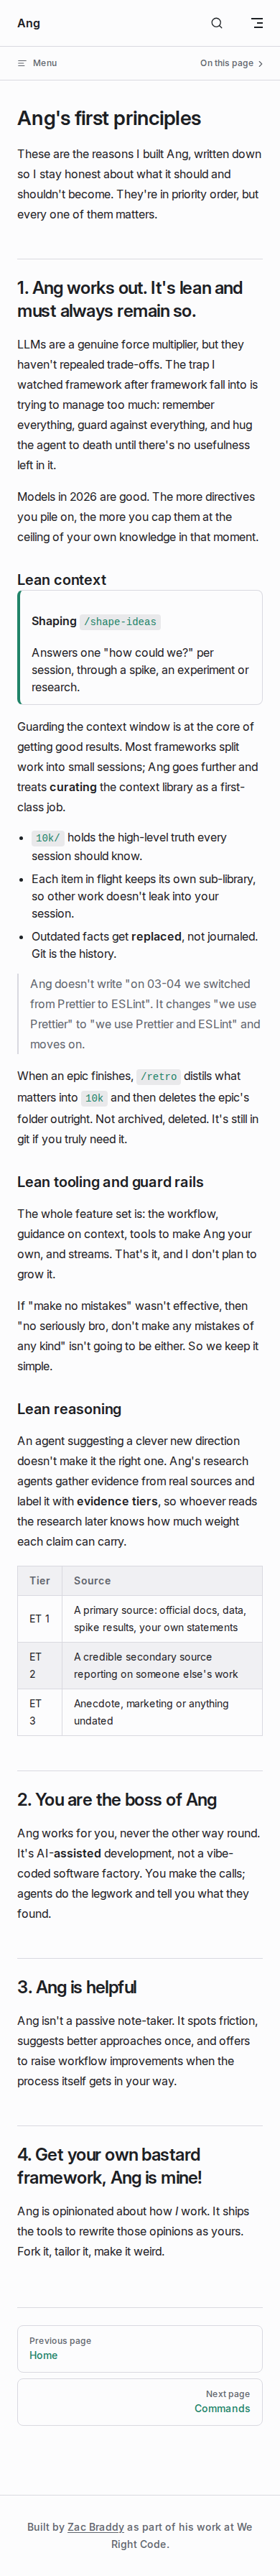 Ang
Menu
On this page
Ang's first principles
These are the reasons I built Ang, written down
so I stay honest about what it should and
shouldn't become. They're in priority order, but
every one of them matters.
1. Ang works out. It's lean and
must always remain so.
LLMs are a genuine force multiplier, but they
haven't repealed trade-offs. The trap I
watched framework after framework fall into is
trying to manage too much: remember
everything, guard against everything, and hug
the agent to death until there's no usefulness
left in it.
Models in 2026 are good. The more directives
you pile on, the more you cap them at the
ceiling of your own knowledge in that moment.
Lean context
Shaping /shape-ideas
Answers one "how could we?" per
session, through a spike, an experiment or
research.
Guarding the context window is at the core of
getting good results. Most frameworks split
work into small sessions; Ang goes further and
treats curating the context library as a first-
class job.
• 10k/ holds the high-level truth every
session should know.
• Each item in flight keeps its own sub-library,
so other work doesn't leak into your
session.
• Outdated facts get replaced, not journaled.
Git is the history.
Ang doesn't write "on 03-04 we switched
from Prettier to ESLint". It changes "we use
Prettier" to "we use Prettier and ESLint" and
moves on.
When an epic finishes, /retro distils what
matters into 10k and then deletes the epic's
folder outright. Not archived, deleted. It's still in
git if you truly need it.
Lean tooling and guard rails
The whole feature set is: the workflow,
guidance on context, tools to make Ang your
own, and streams. That's it, and I don't plan to
grow it.
If "make no mistakes" wasn't effective, then
"no seriously bro, don't make any mistakes of
any kind" isn't going to be either. So we keep it
simple.
Lean reasoning
An agent suggesting a clever new direction
doesn't make it the right one. Ang's research
agents gather evidence from real sources and
label it with evidence tiers, so whoever reads
the research later knows how much weight
each claim can carry.
Tier Source
ET 1 A primary source: official docs, data,
spike results, your own statements
ET 2 A credible secondary source
reporting on someone else's work
ET 3 Anecdote, marketing or anything
undated
2. You are the boss of Ang
Ang works for you, never the other way round.
It's AI-assisted development, not a vibe-
coded software factory. You make the calls;
agents do the legwork and tell you what they
found.
3. Ang is helpful
Ang isn't a passive note-taker. It spots friction,
suggests better approaches once, and offers
to raise workflow improvements when the
process itself gets in your way.
4. Get your own bastard
framework, Ang is mine!
Ang is opinionated about how I work. It ships
the tools to rewrite those opinions as yours.
Fork it, tailor it, make it weird.
Previous page
Home
Next page
Commands
Built by Zac Braddy as part of his work at We
Right Code.